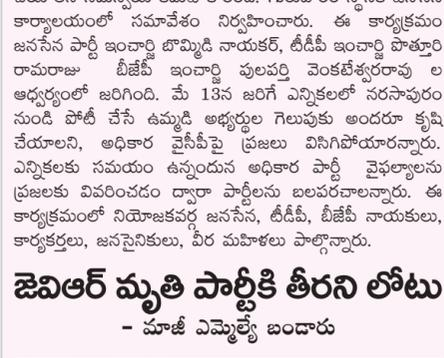 కార్యాలయంలో సమావేశం నిర్వహించారు. ఈ కార్యక్రమం
జనసేన పార్టీ ఇంచార్జి బొమ్మిడి నాయకర్, టీడీపీ ఇంచార్జి పొత్తూరి
రామరాజు బీజేపీ ఇంచార్జి పులపర్తి వెంకటేశ్వరరావు ల
ఆధ్వర్యంలో జరిగింది. మే 13న జరిగే ఎన్నికలలో నరసాపురం
నుండి పోటీ చేసే ఉమ్మడి అభ్యర్థుల గెలుపుకు అందరూ కృషి
చేయాలని, అధికార వైసీపీపై ప్రజలు విసిగిపోయారన్నారు.
ఎన్నికలకు సమయం ఉన్నందున అధికార పార్టీ వైఫల్యాలను
ప్రజలకు వివరించడం ద్వారా పార్టీలను బలపరచాలన్నారు. ఈ
కార్యక్రమంలో నియోజకవర్గ జనసేన, టీడీపీ, బీజేపీ నాయకులు,
కార్యకర్తలు, జనసైనికులు, వీర మహిళలు పాల్గొన్నారు.
జెవిఆర్ మృతి పార్టీకి తీరని లోటు
- మాజీ ఎమ్మెల్యే బండారు